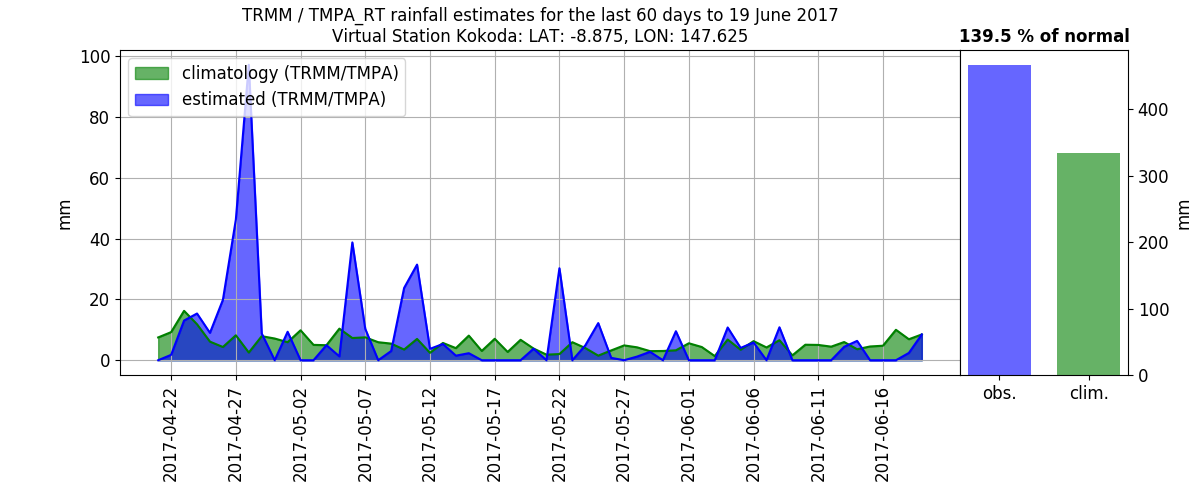 TRMM / TMPA_RT rainfall estimates for the last 60 days to 19 June 2017
Virtual Station Kokoda: LAT: -8.875, LON: 147.625
139.5 % of normal
climatology (TRMM/TMPA)
estimated (TRMM/TMPA)
100
80
60
40
20
0
mm
2017-04-22
2017-04-27
2017-05-02
2017-05-07
2017-05-12
2017-05-17
2017-05-22
2017-05-27
2017-06-01
2017-06-06
2017-06-11
2017-06-16
400
300
200
100
0
mm
obs.
clim.